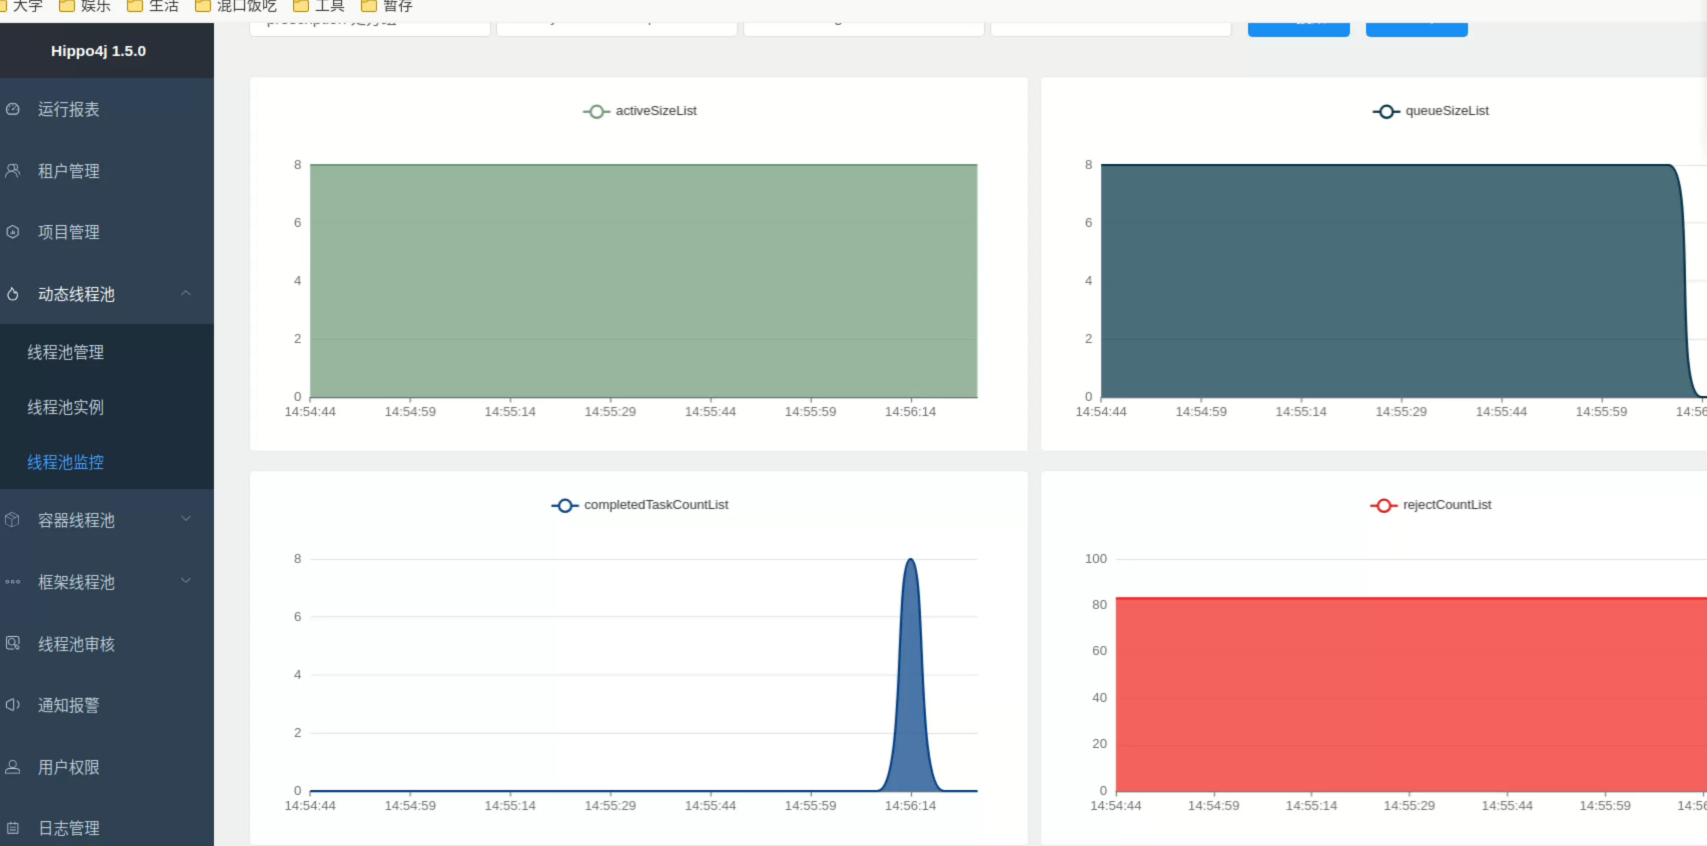 大学 娱乐 生活 混口饭吃 工具 暂存
Hippo4j 1.5.0
运行报表
租户管理
项目管理
动态线程池
线程池管理
线程池实例
线程池监控
容器线程池
框架线程池
线程池审核
通知报警
用户权限
日志管理
activeSizeList
8
6
4
2
0
14:54:44 14:54:59 14:55:14 14:55:29 14:55:44 14:55:59 14:56:14
queueSizeList
8
6
4
2
0
14:54:44 14:54:59 14:55:14 14:55:29 14:55:44 14:55:59 14:56
completedTaskCountList
8
6
4
2
0
14:54:44 14:54:59 14:55:14 14:55:29 14:55:44 14:55:59 14:56:14
rejectCountList
100
80
60
40
20
0
14:54:44 14:54:59 14:55:14 14:55:29 14:55:44 14:55:59 14:56